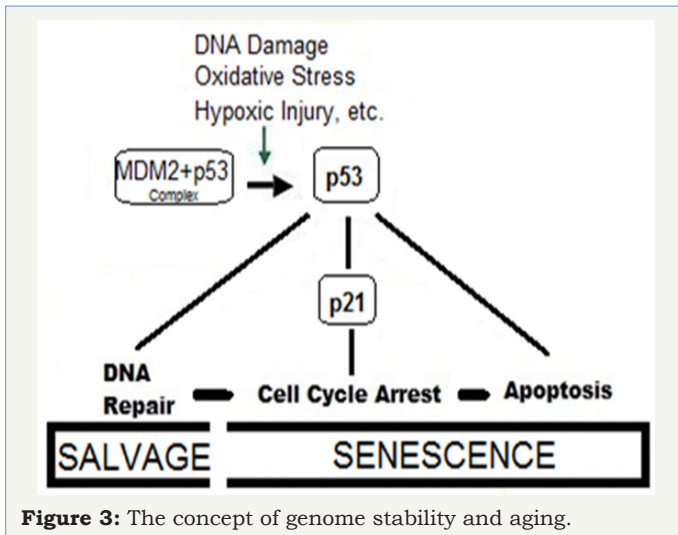 DNA Damage
Oxidative Stress
Hypoxic Injury, etc.
MDM2+p53
Complex
p53
p21
DNA
Repair
Cell Cycle Arrest
Apoptosis
SALVAGE
SENESCENCE
Figure 3: The concept of genome stability and aging.